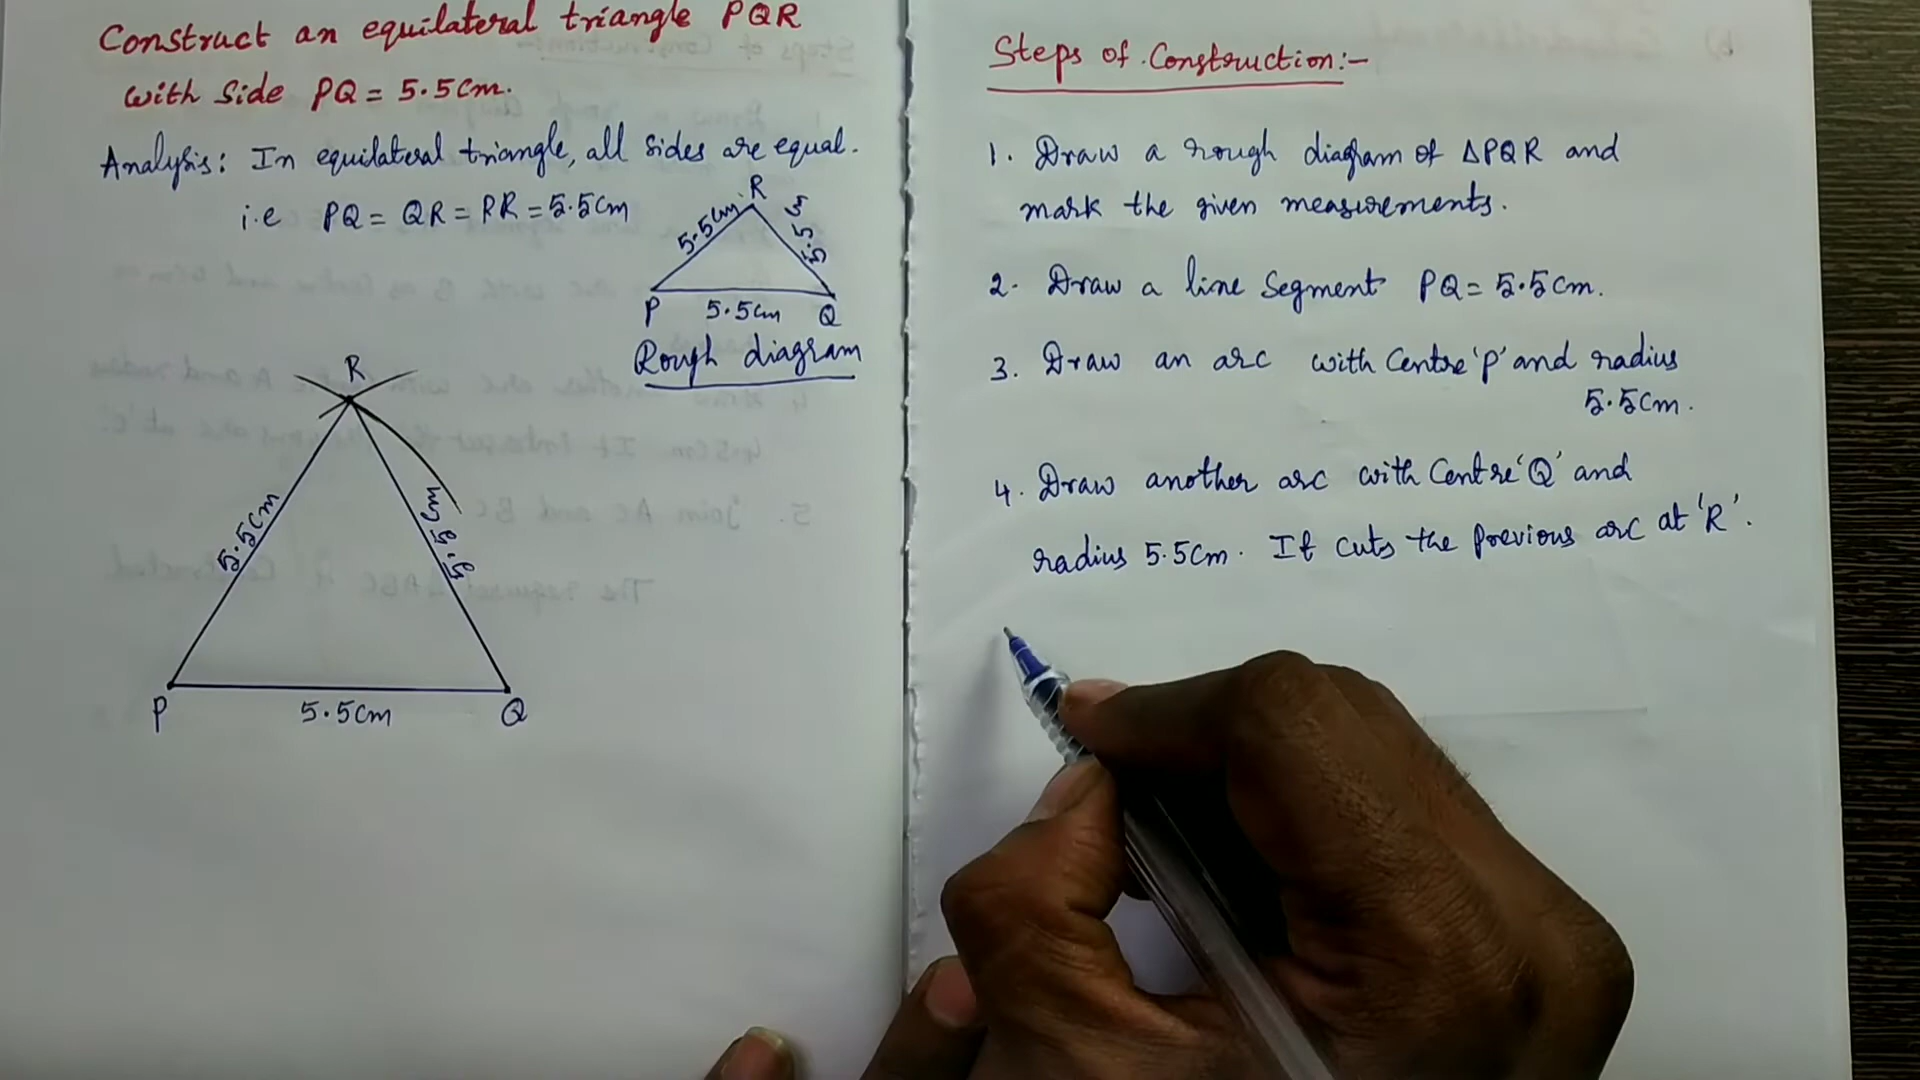 Construct an equilateral triangle PQR
with side PQ = 5.5cm.
Analysis: In equilateral triangle, all sides are equal.
i.e PQ = QR = PR = 5.5cm
R
5.5cm
5.5cm
P
5.5cm
Q
Rough diagram
R
5.5cm
5.5cm
P
5.5cm
Q
Steps of Construction:-
1. Draw a rough diagram of ΔPQR and
mark the given measurements.
2. Draw a line segment PQ = 5.5cm.
3. Draw an arc with Centre 'P' and radius
5.5cm.
4. Draw another arc with Centre 'Q' and
radius 5.5cm. It cuts the previous arc at 'R'.